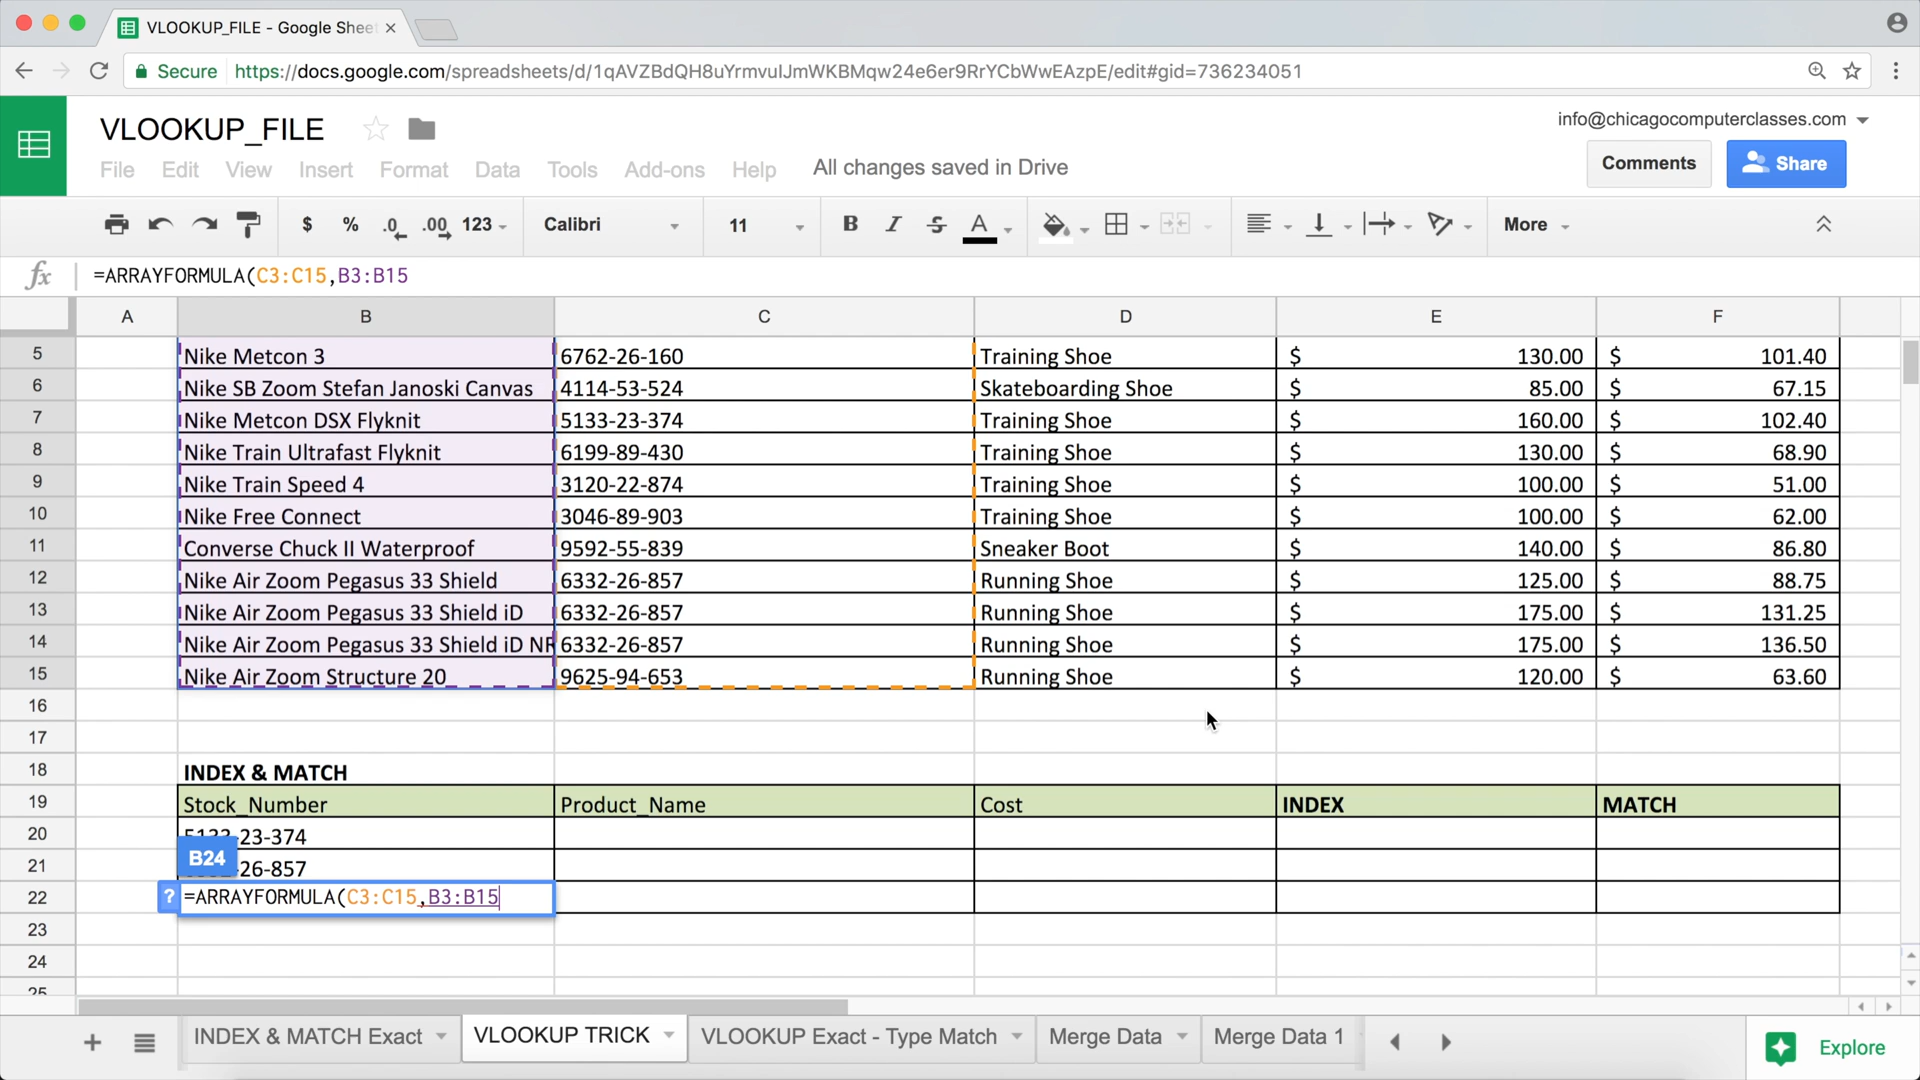 VLOOKUP_FILE - Google Sheet
Secure https://docs.google.com/spreadsheets/d/1qAVZBdQH8uYrmvuIJmWKBMqw24e6er9RrYCbWwEAzpE/edit#gid=736234051
VLOOKUP_FILE
info@chicagocomputerclasses.com
File Edit View Insert Format Data Tools Add-ons Help All changes saved in Drive
Comments Share
$ % .0 .00 123 Calibri 11 B I S A More
fx =ARRAYFORMULA(C3:C15,B3:B15
A B C D E F
5 Nike Metcon 3 6762-26-160 Training Shoe $ 130.00 $ 101.40
6 Nike SB Zoom Stefan Janoski Canvas 4114-53-524 Skateboarding Shoe $ 85.00 $ 67.15
7 Nike Metcon DSX Flyknit 5133-23-374 Training Shoe $ 160.00 $ 102.40
8 Nike Train Ultrafast Flyknit 6199-89-430 Training Shoe $ 130.00 $ 68.90
9 Nike Train Speed 4 3120-22-874 Training Shoe $ 100.00 $ 51.00
10 Nike Free Connect 3046-89-903 Training Shoe $ 100.00 $ 62.00
11 Converse Chuck II Waterproof 9592-55-839 Sneaker Boot $ 140.00 $ 86.80
12 Nike Air Zoom Pegasus 33 Shield 6332-26-857 Running Shoe $ 125.00 $ 88.75
13 Nike Air Zoom Pegasus 33 Shield iD 6332-26-857 Running Shoe $ 175.00 $ 131.25
14 Nike Air Zoom Pegasus 33 Shield iD NR 6332-26-857 Running Shoe $ 175.00 $ 136.50
15 Nike Air Zoom Structure 20 9625-94-653 Running Shoe $ 120.00 $ 63.60
16
17
18 INDEX & MATCH
19 Stock_Number Product_Name Cost INDEX MATCH
20 5133-23-374
B24
21 -26-857
22 ? =ARRAYFORMULA(C3:C15,B3:B15
23
24
25
INDEX & MATCH Exact VLOOKUP TRICK VLOOKUP Exact - Type Match Merge Data Merge Data 1 Explore